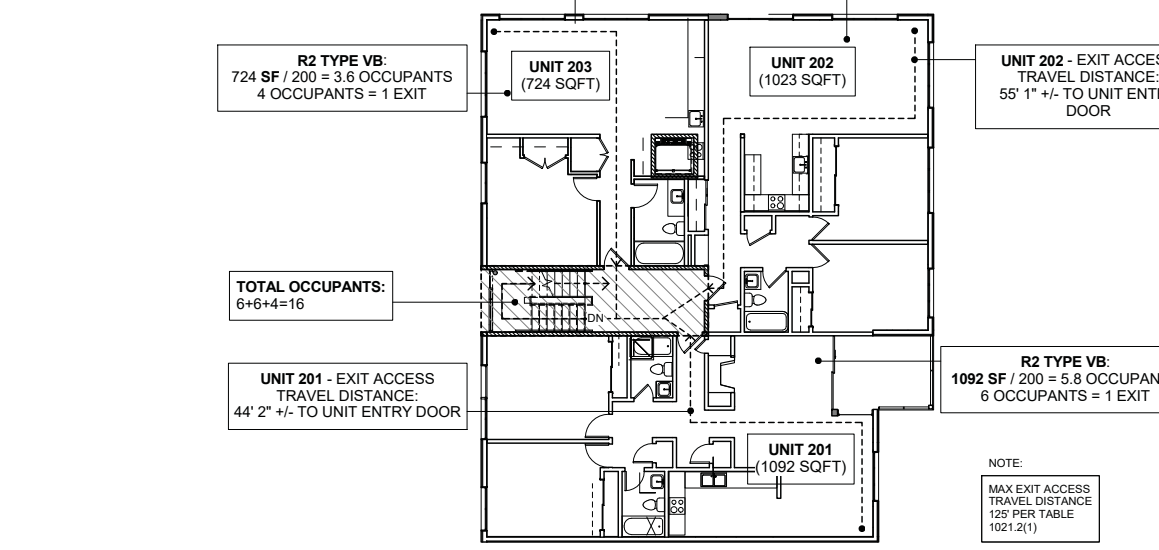 R2 TYPE VB:
724 SF / 200 = 3.6 OCCUPANTS
4 OCCUPANTS = 1 EXIT
UNIT 203
(724 SQFT)
UNIT 202
(1023 SQFT)
UNIT 202 - EXIT
TRAVEL DISTANCE:
55' 1" +/- TO UNIT
DOOR
TOTAL OCCUPANTS:
6+6+4=16
DN
UNIT 201 - EXIT ACCESS
TRAVEL DISTANCE:
44' 2" +/- TO UNIT ENTRY DOOR
R2 TYPE VB:
1092 SF / 200 = 5.8
6 OCCUPANTS = 1 EXIT
UNIT 201
(1092 SQFT)
NOTE:
MAX EXIT ACCESS
TRAVEL DISTANCE
125' PER TABLE
1021.2(1)